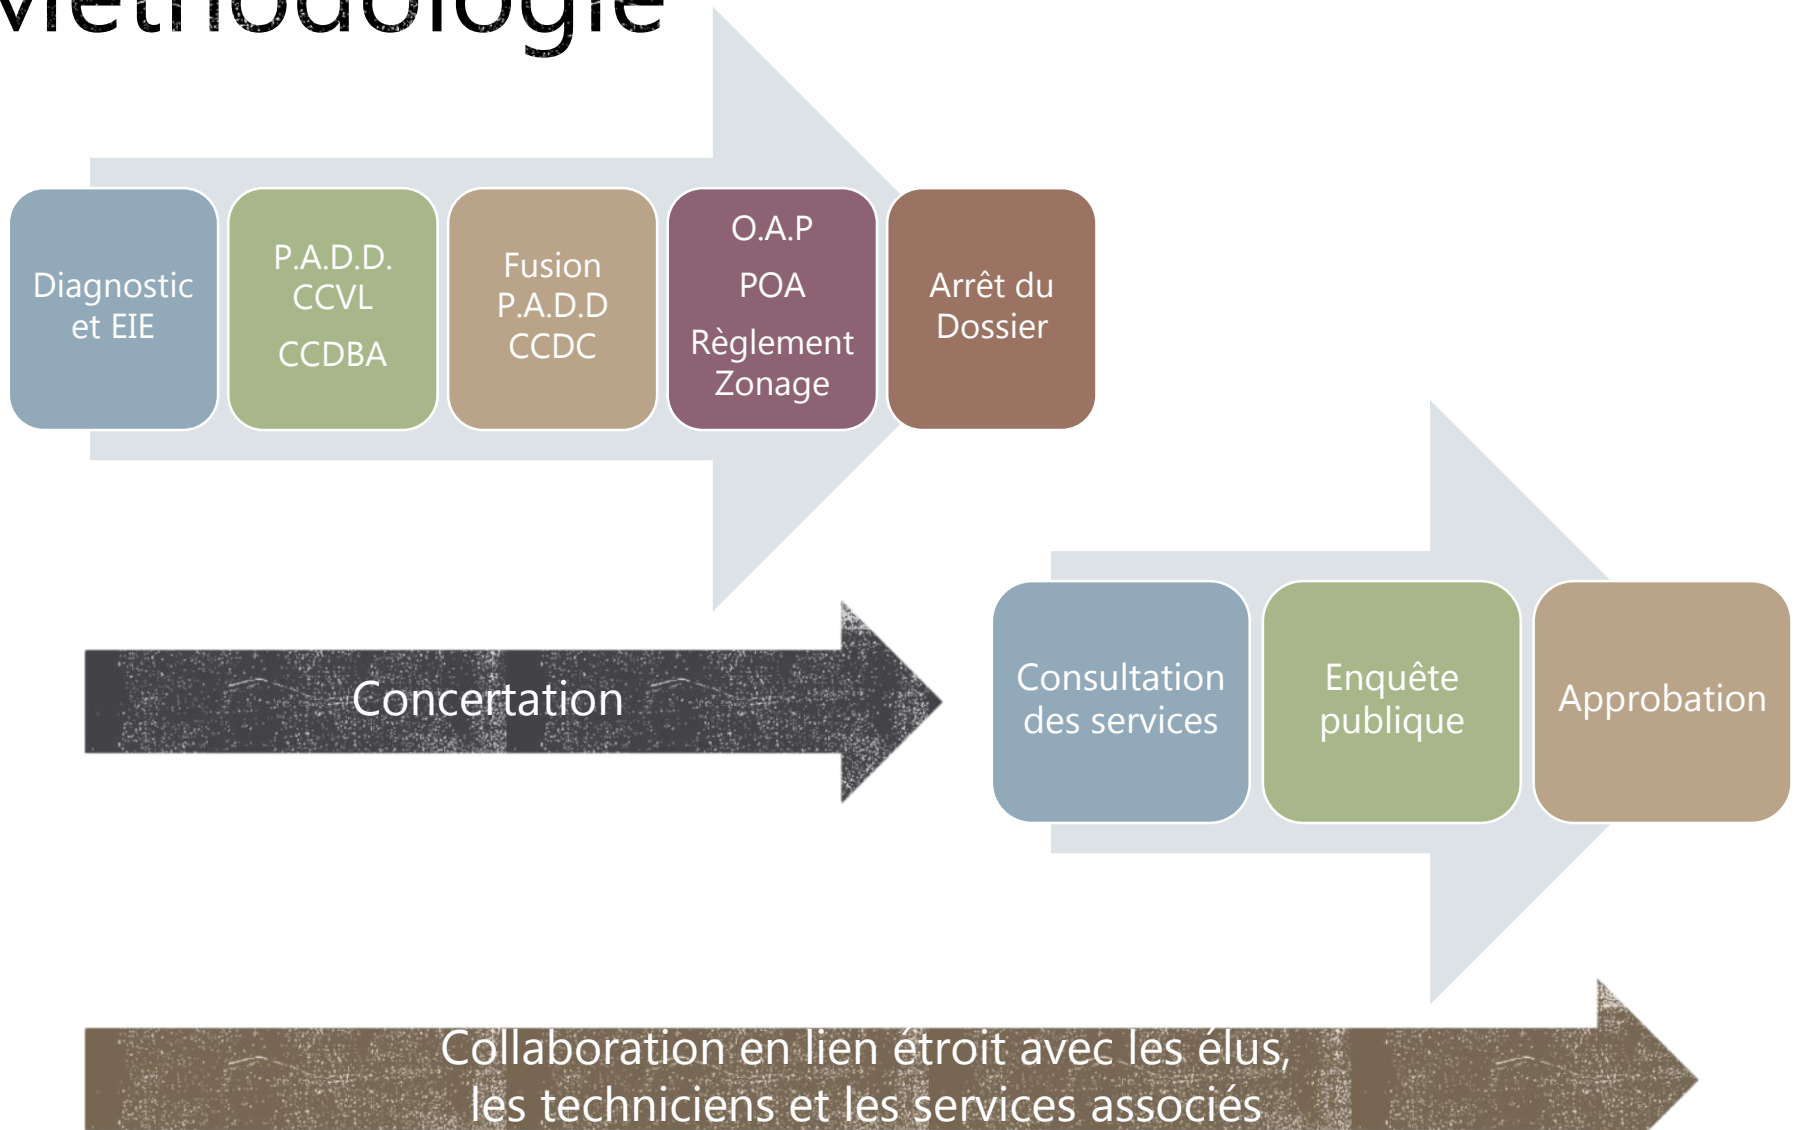 Méthodologie
Diagnostic
et EIE
P.A.D.D.
CCVL
CCDBA
Fusion
P.A.D.D
CCDC
O.A.P
POA
Règlement
Zonage
Arrêt du
Dossier
Concertation
Consultation
des services
Enquête
publique
Approbation
Collaboration en lien étroit avec les élus,
les techniciens et les services associés